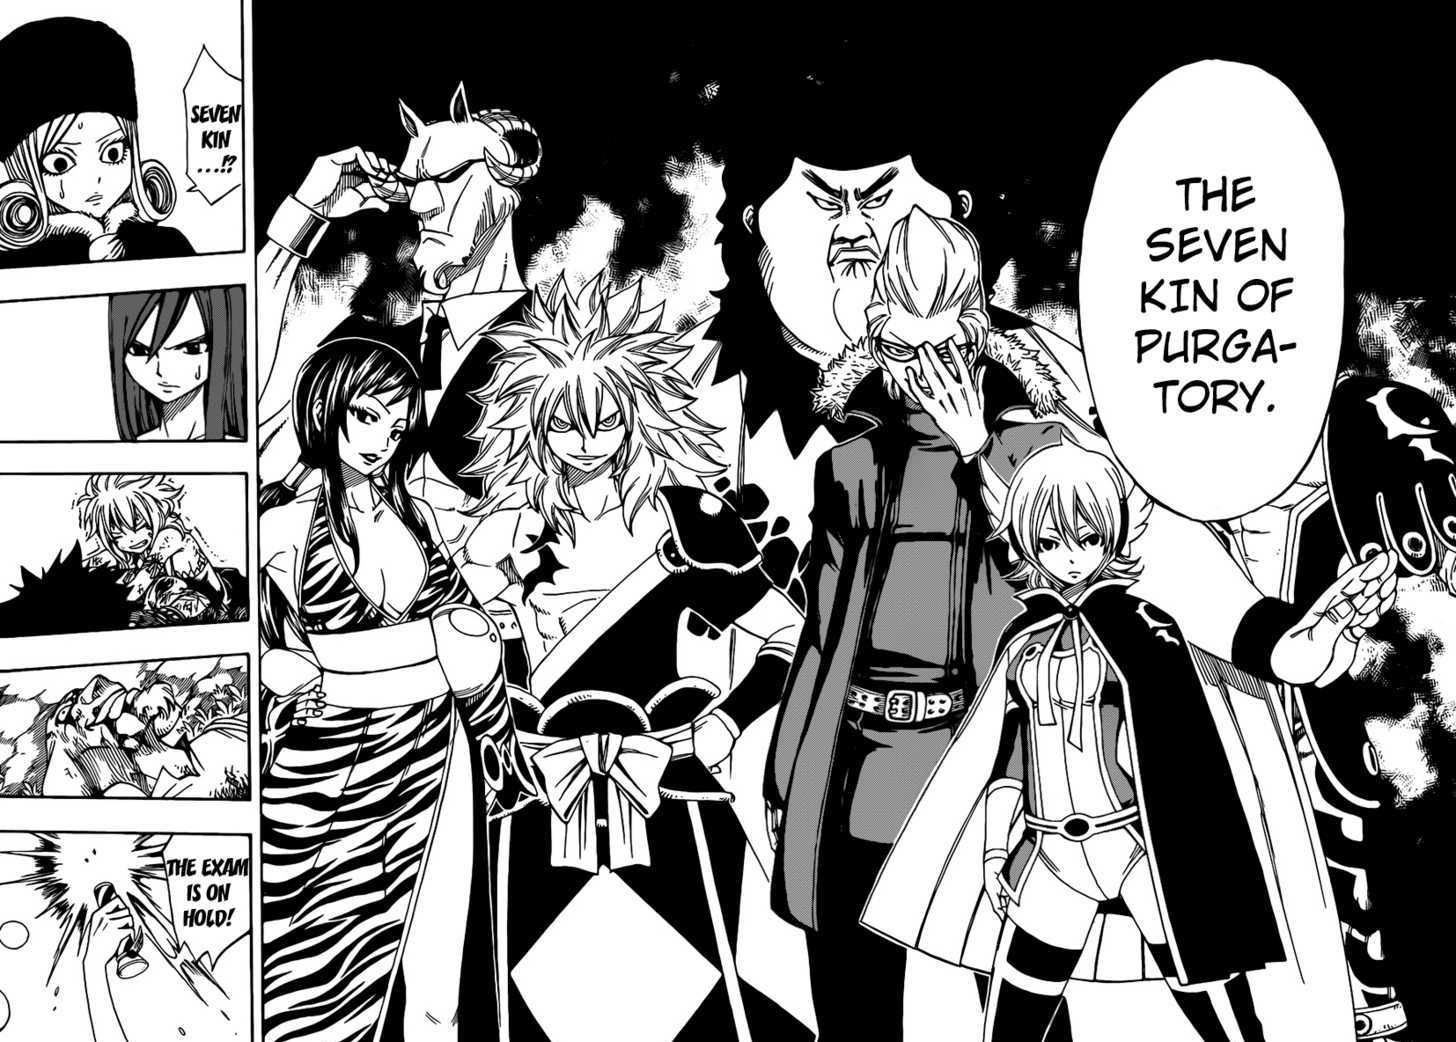 THE
SEVEN
KIN OF
PURGA-
TORY.
SEVEN
KIN
....!?
THE EXAM
IS ON
HOLD!